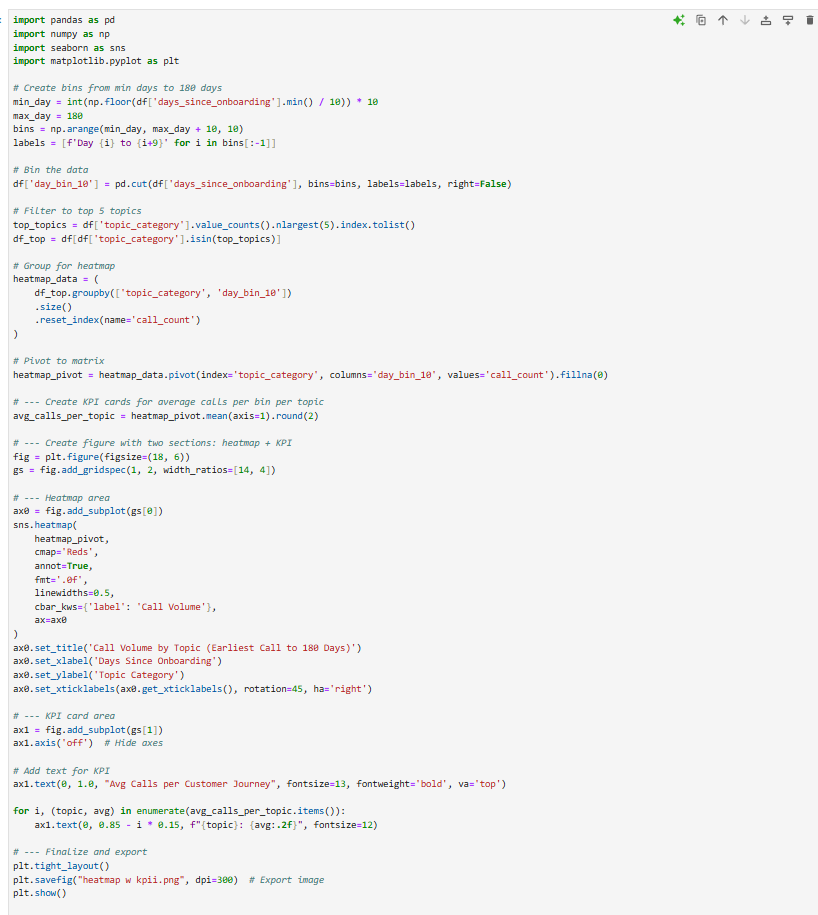 import pandas as pd
import numpy as np
import seaborn as sns
import matplotlib.pyplot as plt
# Create bins from min days to 180 days
min_day = int(np.floor(df['days_since_onboarding'].min() / 10)) * 10
max_day = 180
bins = np.arange(min_day, max_day + 10, 10)
labels = [f'Day {i} to {i+9}' for i in bins[:-1]]
# Bin the data
df['day_bin_10'] = pd.cut(df['days_since_onboarding'], bins=bins, labels=labels, right=False)
# Filter to top 5 topics
top_topics = df['topic_category'].value_counts().nlargest(5).index.tolist()
df_top = df[df['topic_category'].isin(top_topics)]
# Group for heatmap
heatmap_data = (
    df_top.groupby(['topic_category', 'day_bin_10'])
    .size()
    .reset_index(name='call_count')
)
# Pivot to matrix
heatmap_pivot = heatmap_data.pivot(index='topic_category', columns='day_bin_10', values='call_count').fillna(0)
# --- Create KPI cards for average calls per bin per topic
avg_calls_per_topic = heatmap_pivot.mean(axis=1).round(2)
# --- Create figure with two sections: heatmap + KPI
fig = plt.figure(figsize=(18, 6))
gs = fig.add_gridspec(1, 2, width_ratios=[14, 4])
# --- Heatmap area
ax0 = fig.add_subplot(gs[0])
sns.heatmap(
    heatmap_pivot,
    cmap='Reds',
    annot=True,
    fmt='.0f',
    linewidths=0.5,
    cbar_kws={'label': 'Call Volume'},
    ax=ax0
)
ax0.set_title('Call Volume by Topic (Earliest Call to 180 Days)')
ax0.set_xlabel('Days Since Onboarding')
ax0.set_ylabel('Topic Category')
ax0.set_xticklabels(ax0.get_xticklabels(), rotation=45, ha='right')
# --- KPI card area
ax1 = fig.add_subplot(gs[1])
ax1.axis('off')  # Hide axes
# Add text for KPI
ax1.text(0, 1.0, "Avg Calls per Customer Journey", fontsize=13, fontweight='bold', va='top')
for i, (topic, avg) in enumerate(avg_calls_per_topic.items()):
    ax1.text(0, 0.85 - i * 0.15, f"{topic}: {avg:.2f}", fontsize=12)
# --- Finalize and export
plt.tight_layout()
plt.savefig("heatmap w kpii.png", dpi=300)  # Export image
plt.show()